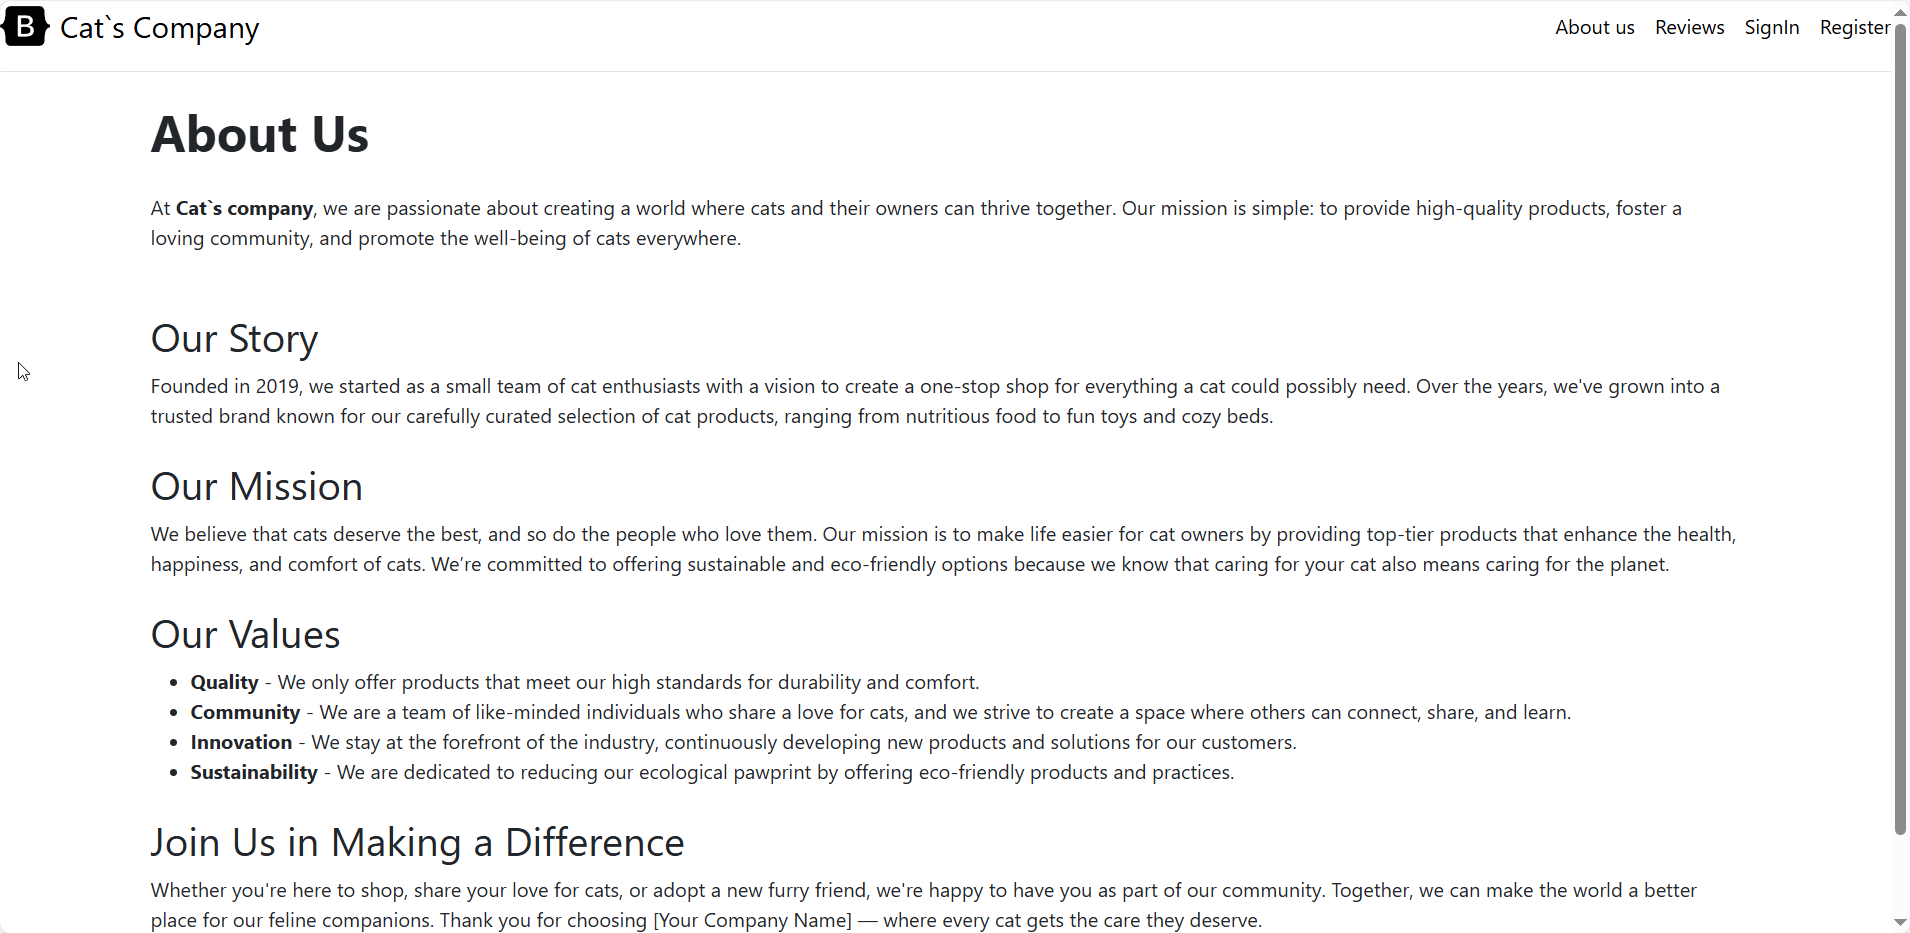 B Cat`s Company
About us Reviews SignIn Register
About Us
At Cat`s company, we are passionate about creating a world where cats and their owners can thrive together. Our mission is simple: to provide high-quality products, foster a
loving community, and promote the well-being of cats everywhere.
Our Story
Founded in 2019, we started as a small team of cat enthusiasts with a vision to create a one-stop shop for everything a cat could possibly need. Over the years, we've grown into a
trusted brand known for our carefully curated selection of cat products, ranging from nutritious food to fun toys and cozy beds.
Our Mission
We believe that cats deserve the best, and so do the people who love them. Our mission is to make life easier for cat owners by providing top-tier products that enhance the health,
happiness, and comfort of cats. We’re committed to offering sustainable and eco-friendly options because we know that caring for your cat also means caring for the planet.
Our Values
• Quality - We only offer products that meet our high standards for durability and comfort.
• Community - We are a team of like-minded individuals who share a love for cats, and we strive to create a space where others can connect, share, and learn.
• Innovation - We stay at the forefront of the industry, continuously developing new products and solutions for our customers.
• Sustainability - We are dedicated to reducing our ecological pawprint by offering eco-friendly products and practices.
Join Us in Making a Difference
Whether you're here to shop, share your love for cats, or adopt a new furry friend, we're happy to have you as part of our community. Together, we can make the world a better
place for our feline companions. Thank you for choosing [Your Company Name] — where every cat gets the care they deserve.